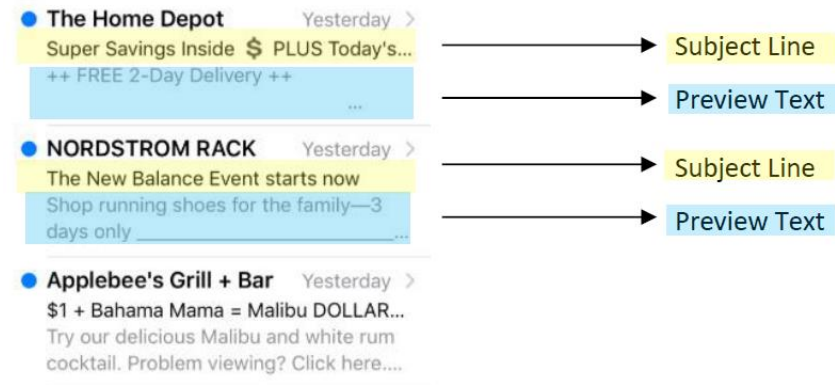 The Home Depot Yesterday >
Super Savings Inside $ PLUS Today's... Subject Line
++ FREE 2-Day Delivery ++
... Preview Text
NORDSTROM RACK Yesterday >
The New Balance Event starts now Subject Line
Shop running shoes for the family—3
days only ______________________... Preview Text
Applebee's Grill + Bar Yesterday >
$1 + Bahama Mama = Malibu DOLLAR...
Try our delicious Malibu and white rum
cocktail. Problem viewing? Click here....